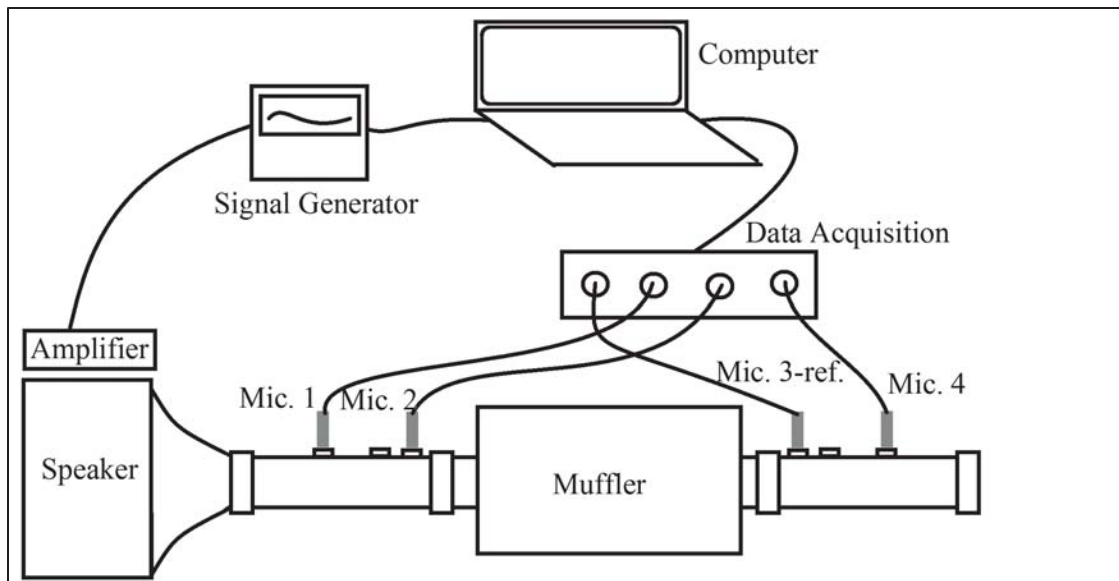 Computer
Signal Generator
Data Acquisition
Amplifier
Mic. 1
Mic. 2
Mic. 3-ref.
Mic. 4
Speaker
Muffler